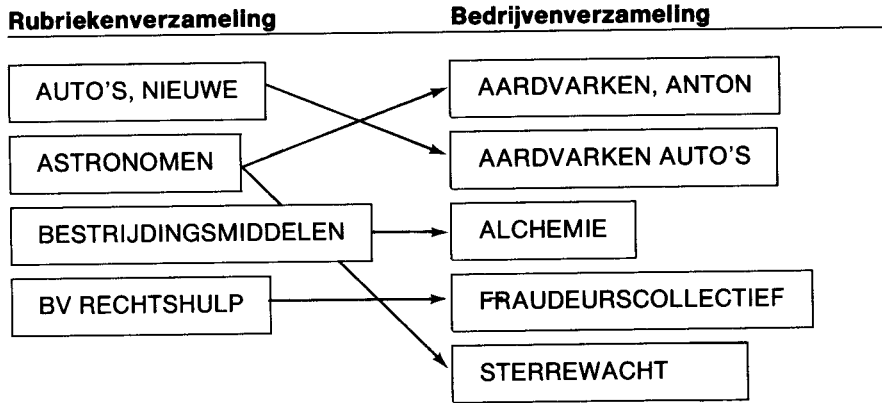 Rubriekenverzameling
Bedrijvenverzameling
AUTO'S, NIEUWE
ASTRONOMEN
BESTRIJDINGSMIDDELEN
BV RECHTSHULP
AARDVARKEN, ANTON
AARDVARKEN AUTO'S
ALCHEMIE
FRAUDEURSCOLLECTIEF
STERREWACHT